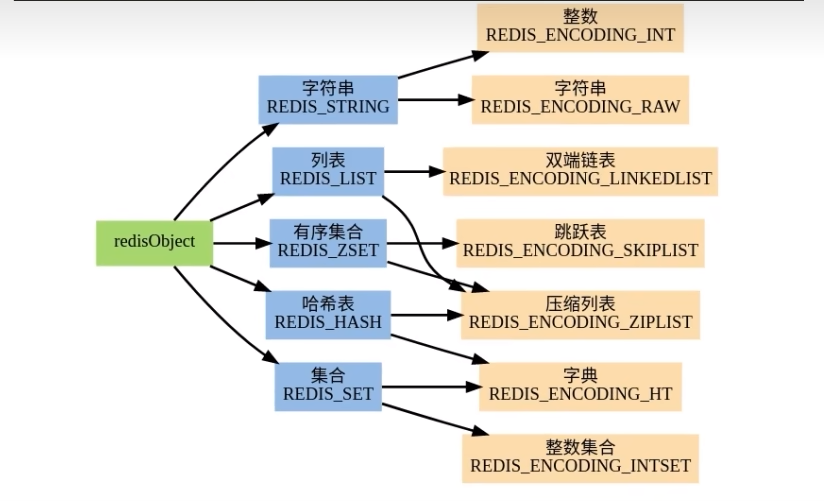 整数
REDIS_ENCODING_INT
字符串
REDIS_STRING
字符串
REDIS_ENCODING_RAW
列表
REDIS_LIST
双端链表
REDIS_ENCODING_LINKEDLIST
redisObject
有序集合
REDIS_ZSET
跳跃表
REDIS_ENCODING_SKIPLIST
哈希表
REDIS_HASH
压缩列表
REDIS_ENCODING_ZIPLIST
集合
REDIS_SET
字典
REDIS_ENCODING_HT
整数集合
REDIS_ENCODING_INTSET